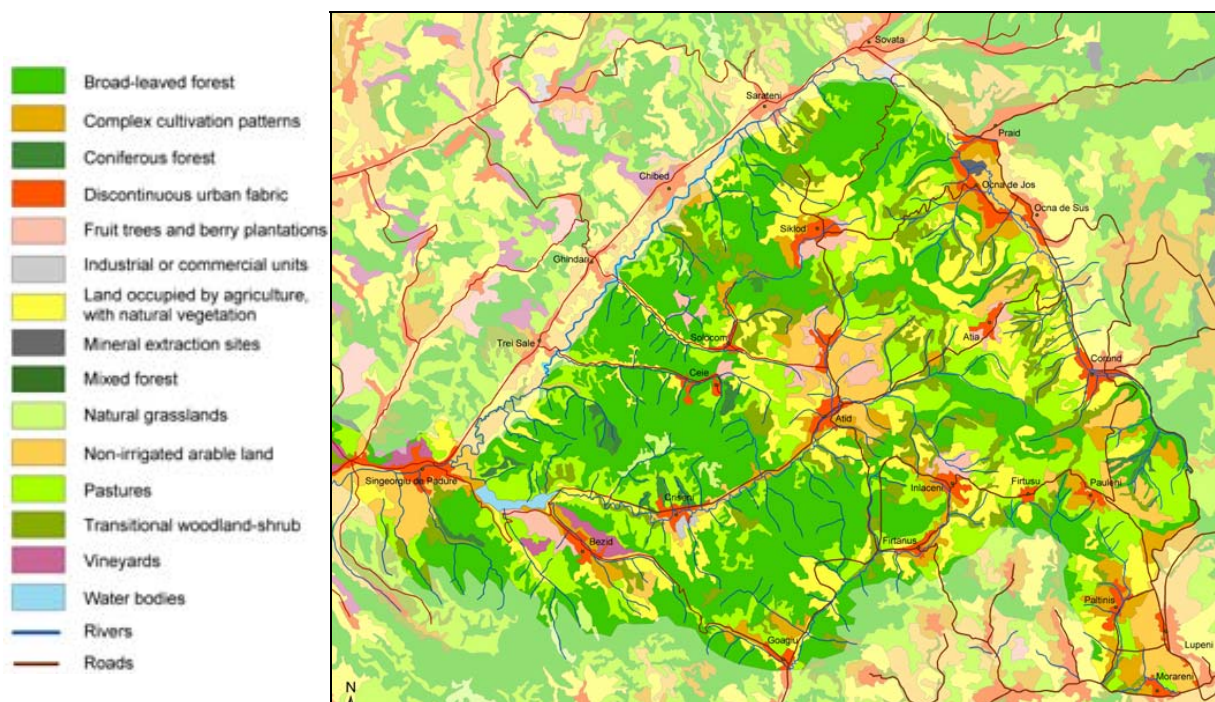 Broad-leaved forest
Complex cultivation patterns
Coniferous forest
Discontinuous urban fabric
Fruit trees and berry plantations
Industrial or commercial units
Land occupied by agriculture,
with natural vegetation
Mineral extraction sites
Mixed forest
Natural grasslands
Non-irrigated arable land
Pastures
Transitional woodland-shrub
Vineyards
Water bodies
Rivers
Roads
Sovata
Sarateni
Praid
Chibed
Ocna de Jos
Ocna de Sus
Siklod
Ghindari
Solocom
Atia
Trei Sale
Corund
Ceie
Atid
Singeorgiu de Padure
Inlaceni
Firtusu
Pauleni
Criseni
Bezid
Firtanus
Paltinis
Goagiu
Lupeni
Morareni
N